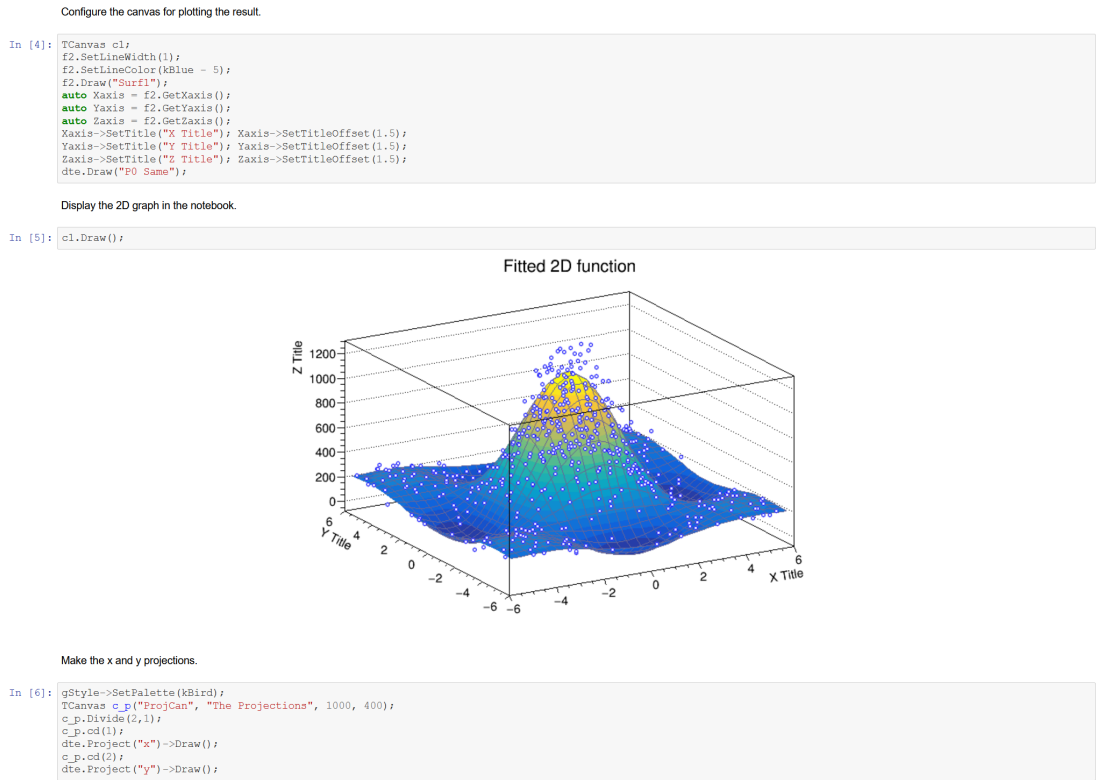 Configure the canvas for plotting the result.
In [4]: TCanvas c1;
f2.SetLineWidth(1);
f2.SetLineColor(kBlue - 5);
f2.Draw("Surf1");
auto Xaxis = f2.GetXaxis();
auto Yaxis = f2.GetYaxis();
auto Zaxis = f2.GetZaxis();
Xaxis->SetTitle("X Title"); Xaxis->SetTitleOffset(1.5);
Yaxis->SetTitle("Y Title"); Yaxis->SetTitleOffset(1.5);
Zaxis->SetTitle("Z Title"); Zaxis->SetTitleOffset(1.5);
dte.Draw("P0 Same");
Display the 2D graph in the notebook.
In [5]: c1.Draw();
Fitted 2D function
Z Title
1200
1000
800
600
400
200
0
6
4
2
0
−2
−4
−6
Y Title
−6
−4
−2
0
2
4
6
X Title
Make the x and y projections.
In [6]: gStyle->SetPalette(kBird);
TCanvas c_p("ProjCan", "The Projections", 1000, 400);
c_p.Divide(2,1);
c_p.cd(1);
dte.Project("x")->Draw();
c_p.cd(2);
dte.Project("y")->Draw();